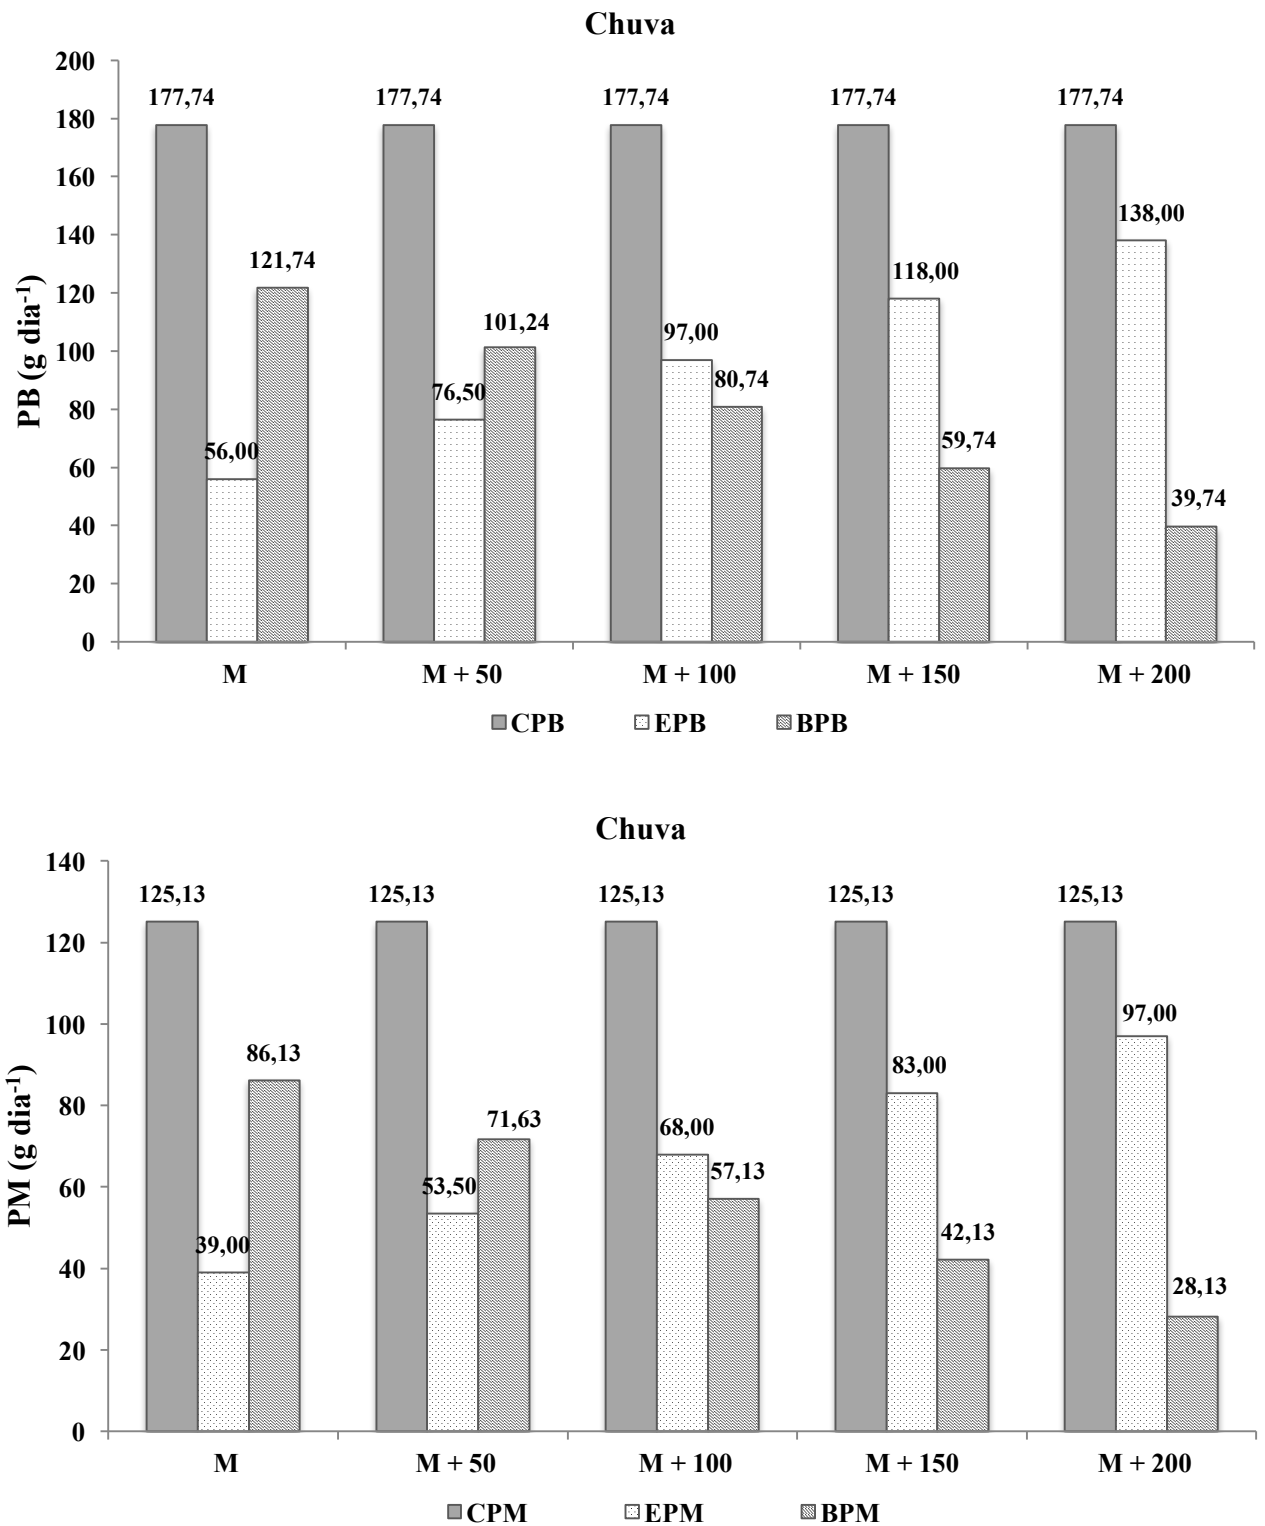 Chuva
200
180
160
140
120
100
80
60
40
20
0
PB (g dia-1)
177,74 177,74 177,74 177,74 177,74
56,00 76,50 97,00 118,00 138,00
121,74 101,24 80,74 59,74 39,74
M M + 50 M + 100 M + 150 M + 200
CPB EPB BPB
Chuva
140
120
100
80
60
40
20
0
PM (g dia-1)
125,13 125,13 125,13 125,13 125,13
39,00 53,50 68,00 83,00 97,00
86,13 71,63 57,13 42,13 28,13
M M + 50 M + 100 M + 150 M + 200
CPM EPM BPM